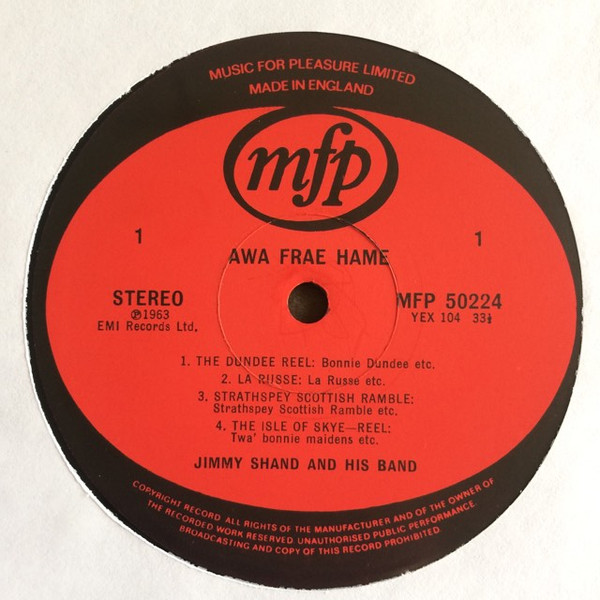 MUSIC FOR PLEASURE LIMITED
MADE IN ENGLAND
mfp
1
1
AWA FRAE HAME
STEREO
℗1963
EMI Records Ltd.
MFP 50224
YEX 104 33⅓
1. THE DUNDEE REEL: Bonnie Dundee etc.
2. LA RUSSE: La Russe etc.
3. STRATHSPEY SCOTTISH RAMBLE:
Strathspey Scottish Ramble etc.
4. THE ISLE OF SKYE—REEL:
Twa' bonnie maidens etc.
JIMMY SHAND AND HIS BAND
COPYRIGHT RECORD. ALL RIGHTS OF THE MANUFACTURER AND OF THE OWNER OF
THE RECORDED WORK RESERVED. UNAUTHORISED PUBLIC PERFORMANCE
BROADCASTING AND COPY OF THIS RECORD PROHIBITED